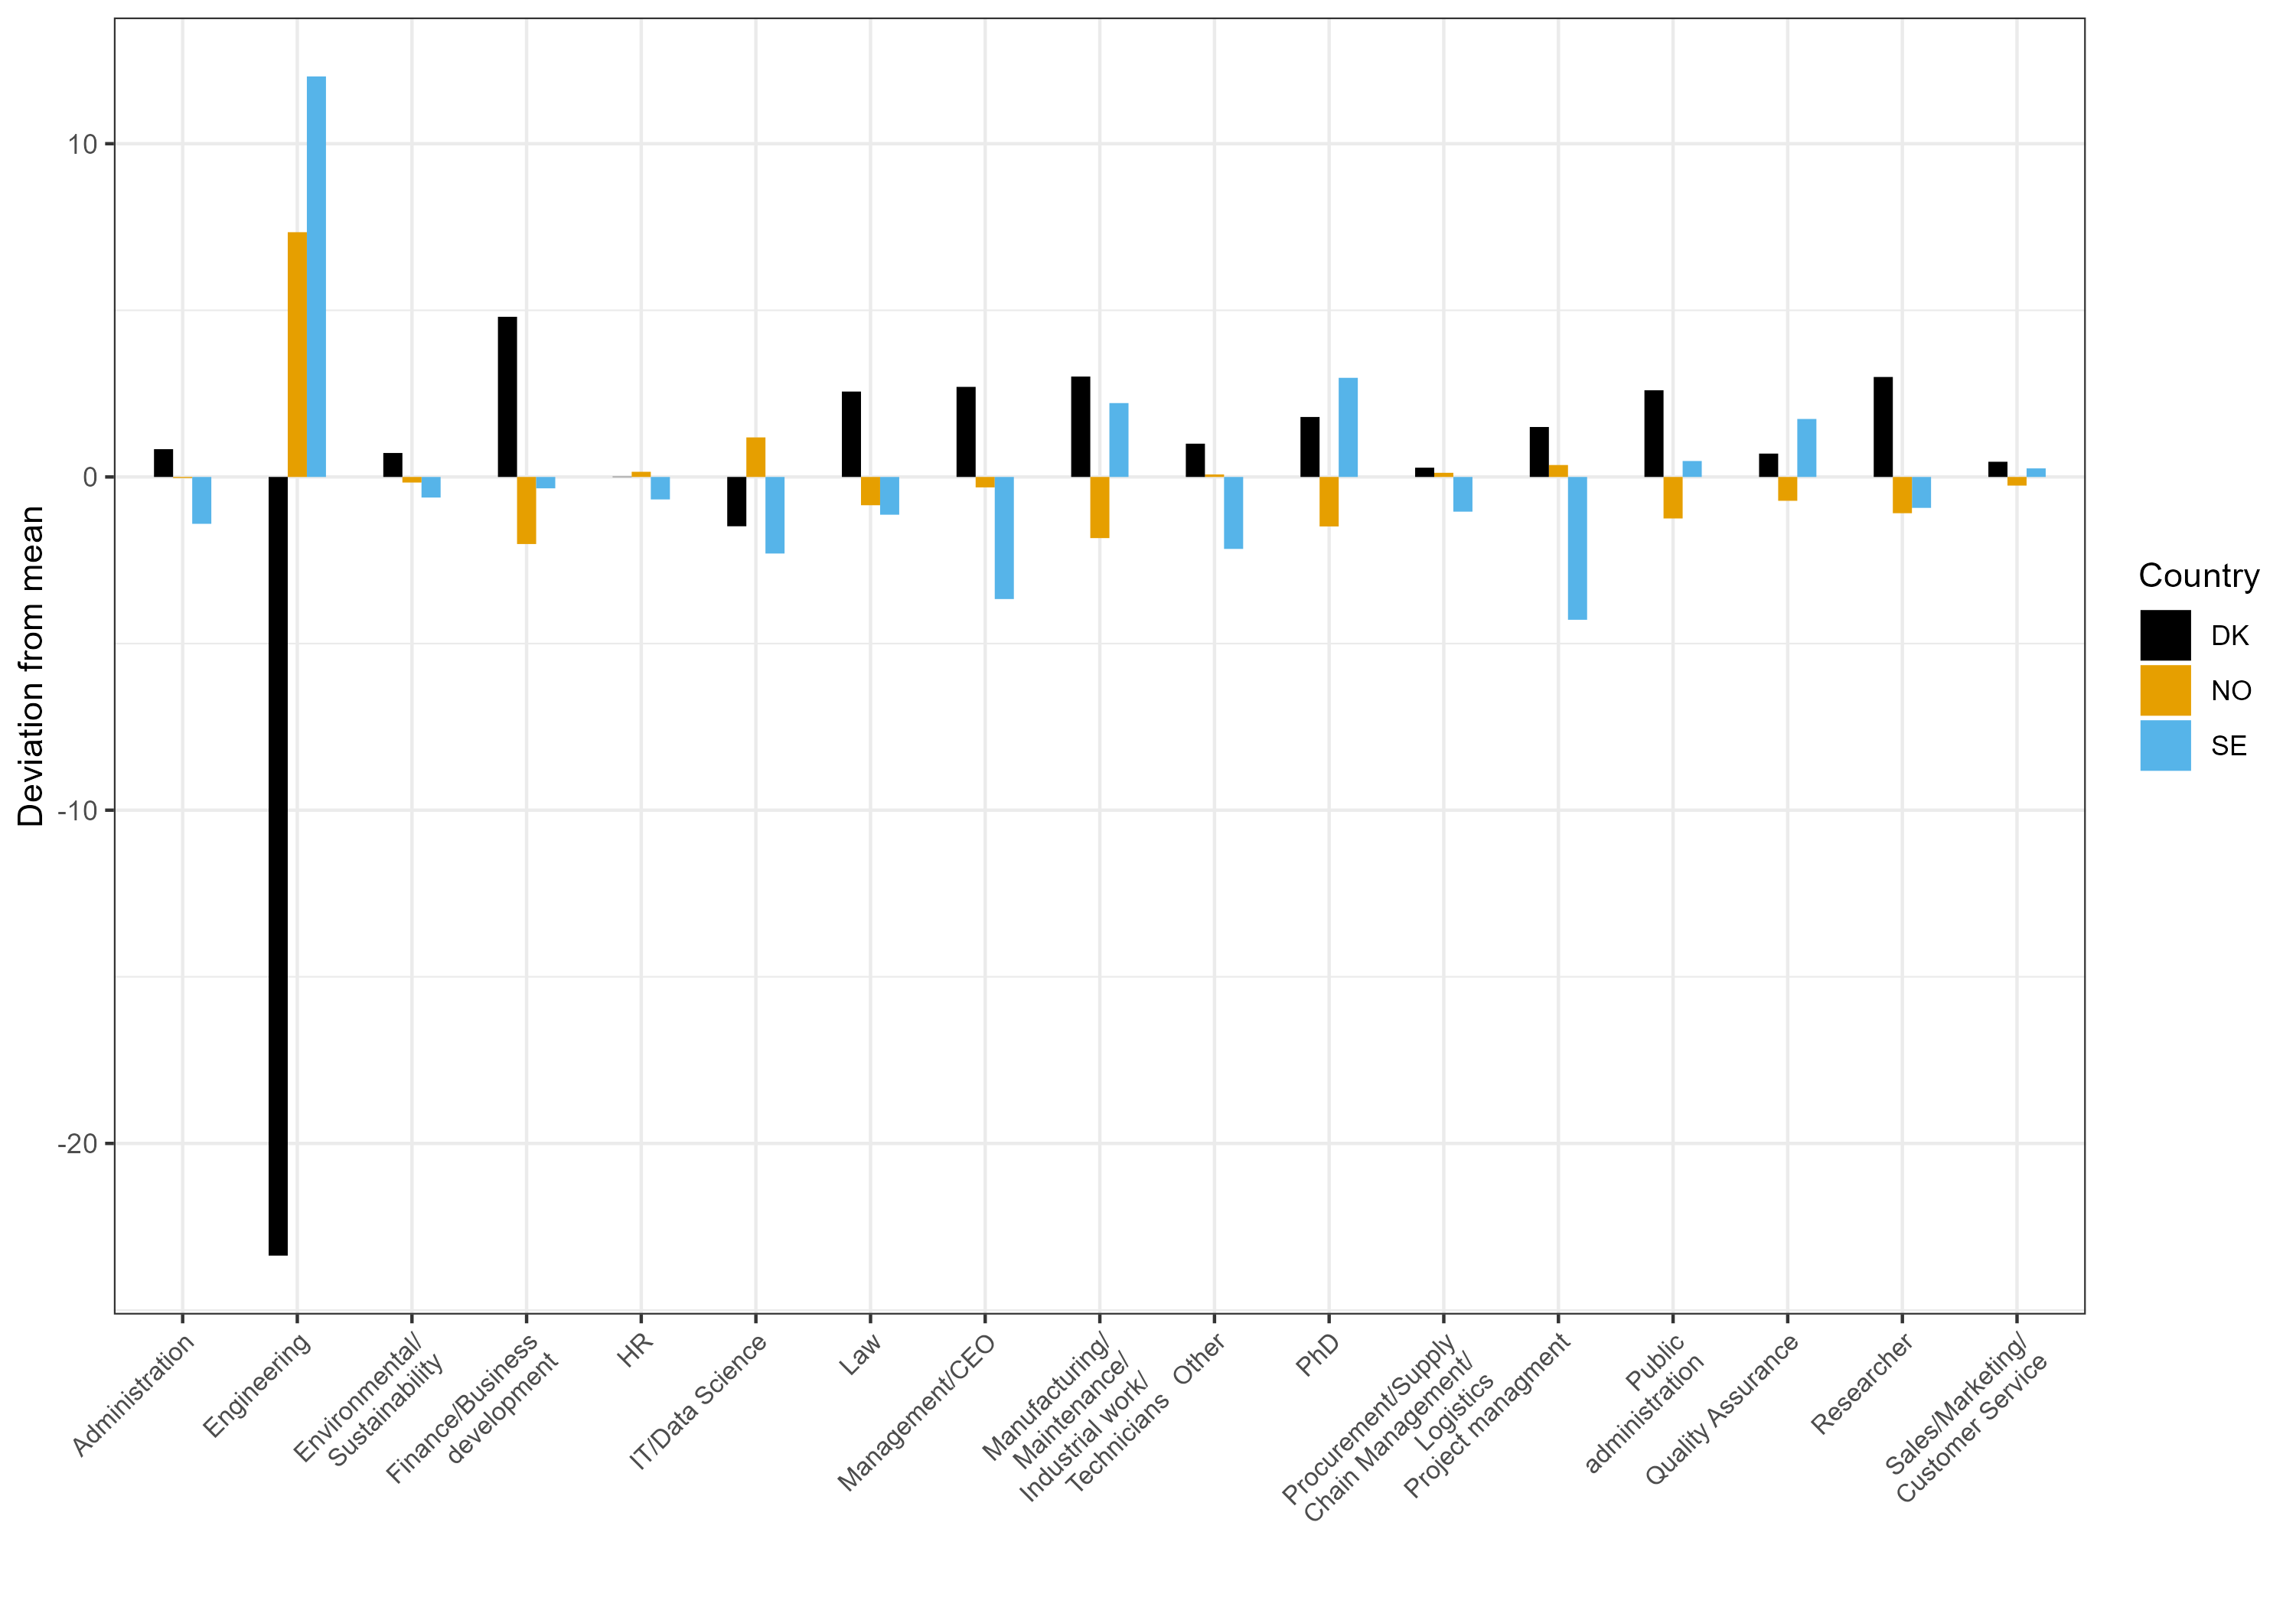 Deviation from mean
10
0
-10
-20
Administration
Engineering
Environmental/
Sustainability
Finance/Business
development
HR
IT/Data Science
Law
Management/CEO
Manufacturing/
Maintenance/
Industrial work/
Technicians
Other
PhD
Procurement/Supply
Chain Management/
Logistics
Project managment
Public
administration
Quality Assurance
Researcher
Sales/Marketing/
Customer Service
Country
DK
NO
SE